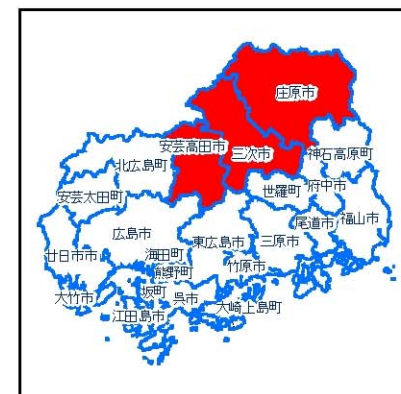 庄原市
安芸高田市
三次市
神石高原町
北広島町
世羅町
府中市
安芸太田町
広島市
尾道市
福山市
東広島市
三原市
廿日市市
海田町
熊野町
竹原市
大竹市
坂町
呉市
大崎上島町
江田島市